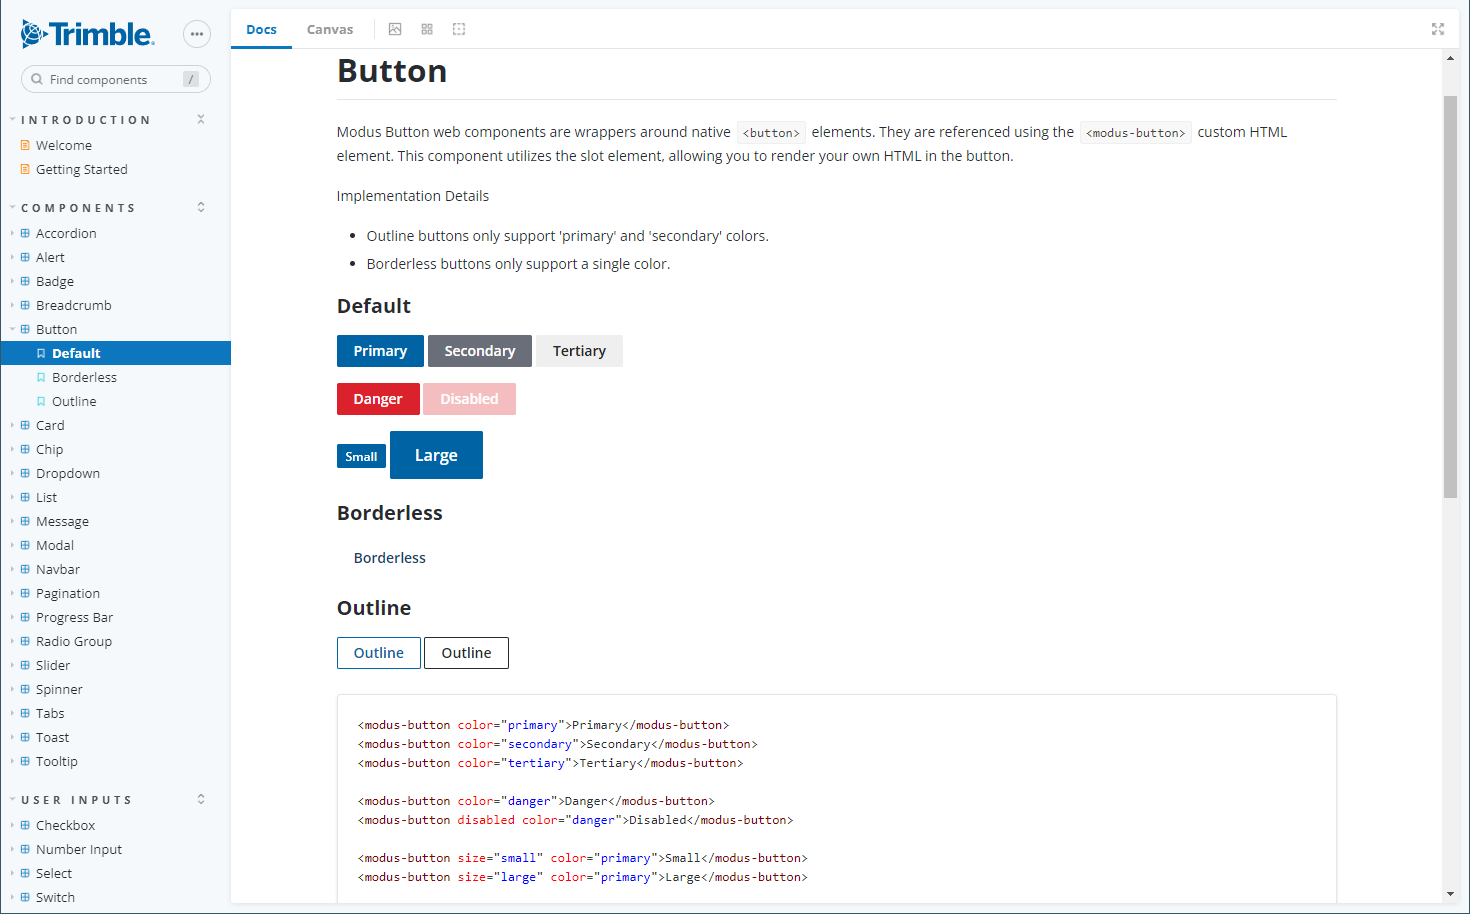 Trimble
Find components
/
INTRODUCTION
Welcome
Getting Started
COMPONENTS
Accordion
Alert
Badge
Breadcrumb
Button
Default
Borderless
Outline
Card
Chip
Dropdown
List
Message
Modal
Navbar
Pagination
Progress Bar
Radio Group
Slider
Spinner
Tabs
Toast
Tooltip
USER INPUTS
Checkbox
Number Input
Select
Switch
Docs Canvas
Button
Modus Button web components are wrappers around native <button> elements. They are referenced using the <modus-button> custom HTML
element. This component utilizes the slot element, allowing you to render your own HTML in the button.
Implementation Details
• Outline buttons only support 'primary' and 'secondary' colors.
• Borderless buttons only support a single color.
Default
Primary Secondary Tertiary
Danger Disabled
Small Large
Borderless
Borderless
Outline
Outline Outline
<modus-button color="primary">Primary</modus-button>
<modus-button color="secondary">Secondary</modus-button>
<modus-button color="tertiary">Tertiary</modus-button>
<modus-button color="danger">Danger</modus-button>
<modus-button disabled color="danger">Disabled</modus-button>
<modus-button size="small" color="primary">Small</modus-button>
<modus-button size="large" color="primary">Large</modus-button>